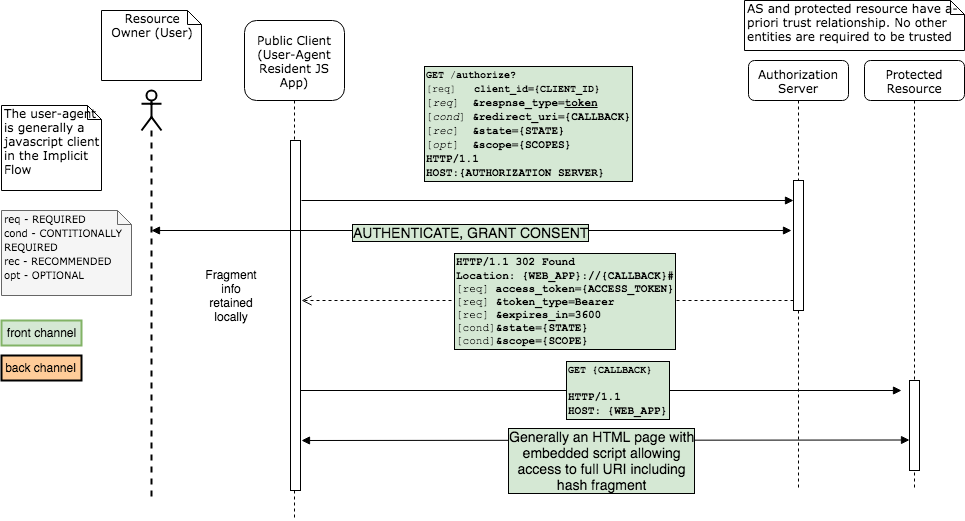 Resource
Owner (User)
Public Client
(User-Agent
Resident JS
App)
AS and protected resource have a-
priori trust relationship. No other
entities are required to be trusted
Authorization
Server
Protected
Resource
The user-agent
is generally a
javascript client
in the Implicit
Flow
GET /authorize?
[req] client_id={CLIENT_ID}
[req] &respnse_type=token
[cond] &redirect_uri={CALLBACK}
[rec] &state={STATE}
[opt] &scope={SCOPES}
HTTP/1.1
HOST:{AUTHORIZATION SERVER}
req - REQUIRED
cond - CONTITIONALLY
REQUIRED
rec - RECOMMENDED
opt - OPTIONAL
AUTHENTICATE, GRANT CONSENT
Fragment
info
retained
locally
HTTP/1.1 302 Found
Location: {WEB_APP}://{CALLBACK}#
[req] access_token={ACCESS_TOKEN}
[req] &token_type=Bearer
[rec] &expires_in=3600
[cond]&state={STATE}
[cond]&scope={SCOPE}
front channel
back channel
GET {CALLBACK}
HTTP/1.1
HOST: {WEB_APP}
Generally an HTML page with
embedded script allowing
access to full URI including
hash fragment